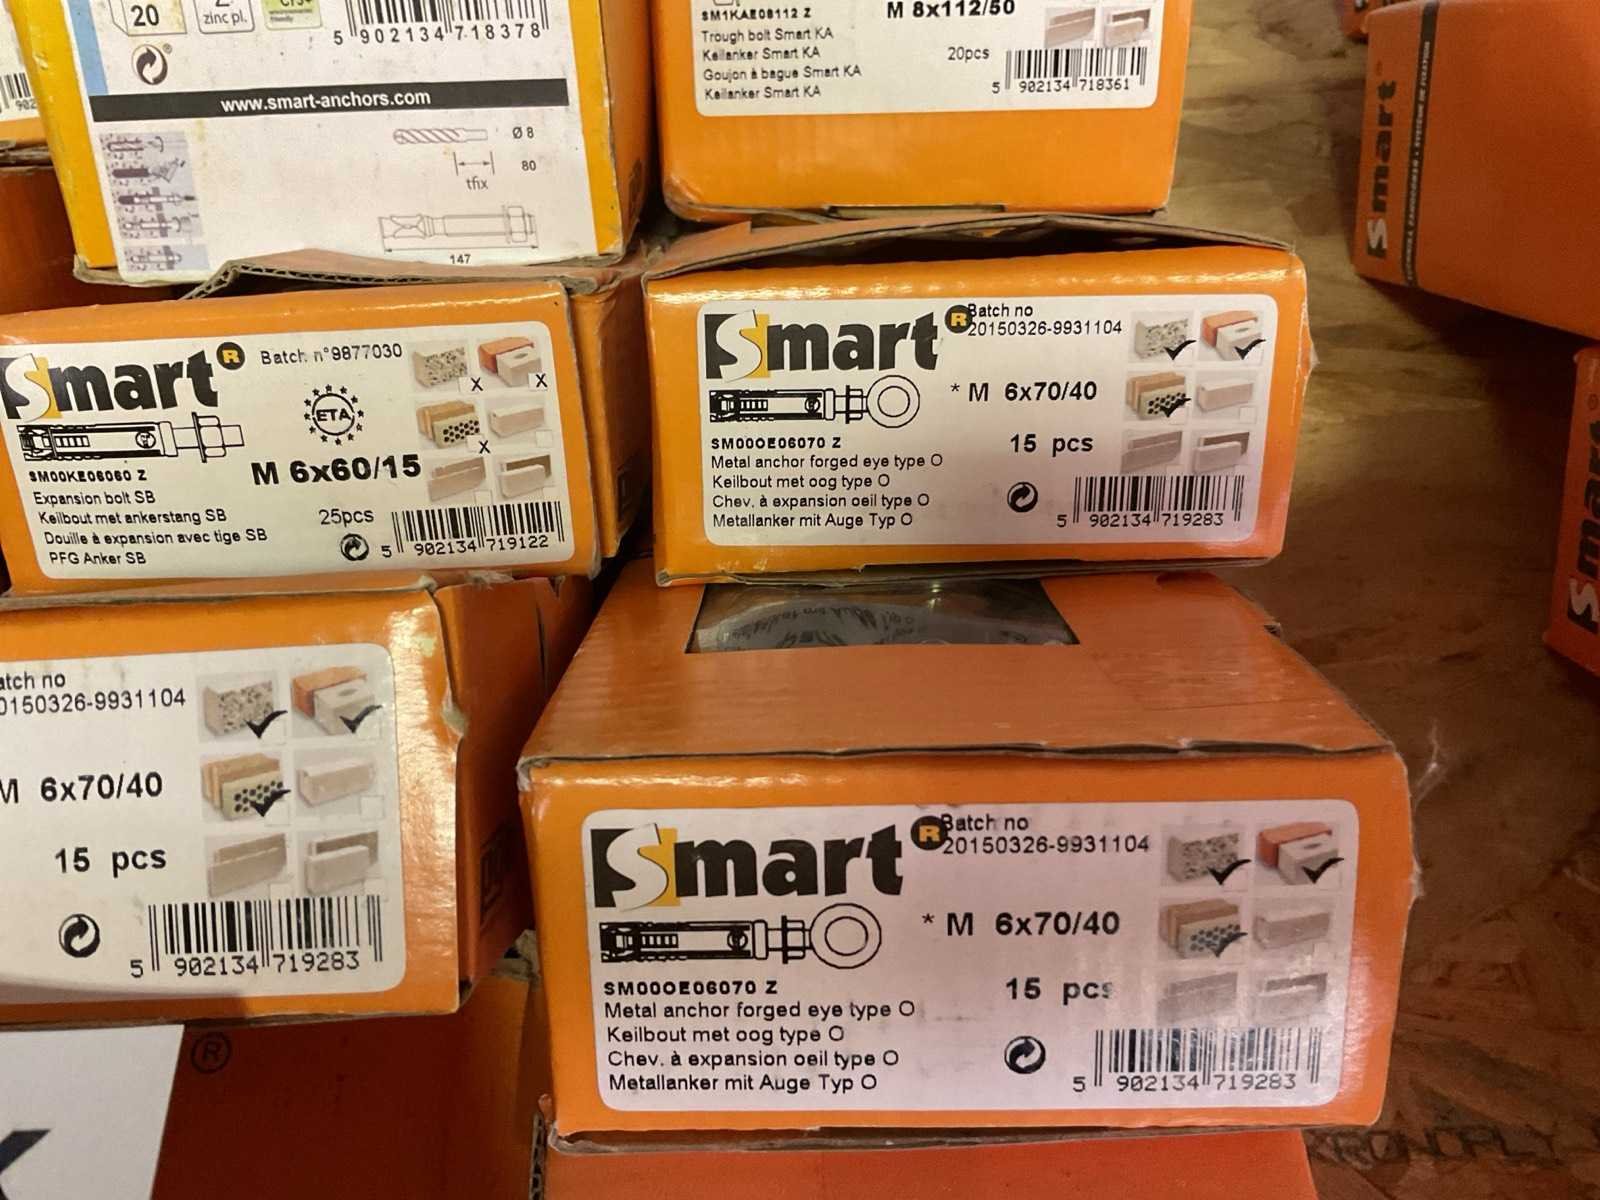 20
zinc pl.
5 902134 718378
www.smart-anchors.com
Ø 8
80
tfix
147
SM1KAE08112 Z
M 8x112/50
Trough bolt Smart KA
Keilanker Smart KA
Goujon à bague Smart KA
Keilanker Smart KA
20pcs
5 902134 718361
Smart
Smart
Smart R
Batch n°9877030
ETA
SM00KE06060 Z
M 6x60/15
Expansion bolt SB
Keilbout met ankerstang SB
Douille à expansion avec tige SB
PFG Anker SB
25pcs
5 902134 719122
Smart R
Batch no
20150326-9931104
* M 6x70/40
SM00OE06070 Z
15 pcs
Metal anchor forged eye type O
Keilbout met oog type O
Chev. à expansion oeil type O
Metallanker mit Auge Typ O
5 902134 719283
atch no
0150326-9931104
M 6x70/40
15 pcs
5 902134 719283
®
Smart R
Batch no
20150326-9931104
* M 6x70/40
SM00OE06070 Z
15 pcs
Metal anchor forged eye type O
Keilbout met oog type O
Chev. à expansion oeil type O
Metallanker mit Auge Typ O
5 902134 719283
KRONOPLY